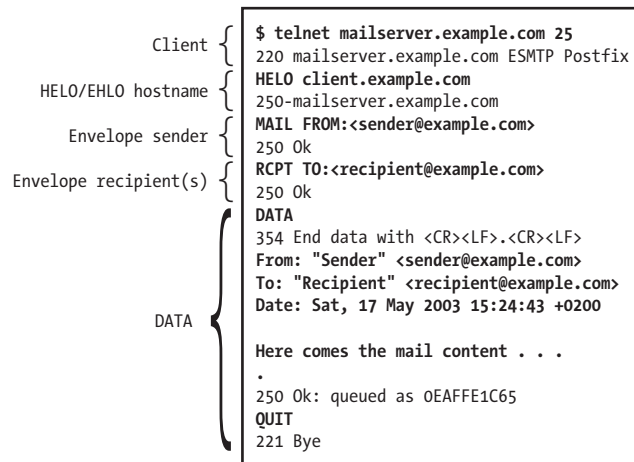 Client
$ telnet mailserver.example.com 25
220 mailserver.example.com ESMTP Postfix
HELO/EHLO hostname
HELO client.example.com
250-mailserver.example.com
Envelope sender
MAIL FROM:<sender@example.com>
250 Ok
Envelope recipient(s)
RCPT TO:<recipient@example.com>
250 Ok
DATA
DATA
354 End data with <CR><LF>.<CR><LF>
From: "Sender" <sender@example.com>
To: "Recipient" <recipient@example.com>
Date: Sat, 17 May 2003 15:24:43 +0200
Here comes the mail content . . .
.
250 Ok: queued as 0EAFFE1C65
QUIT
221 Bye